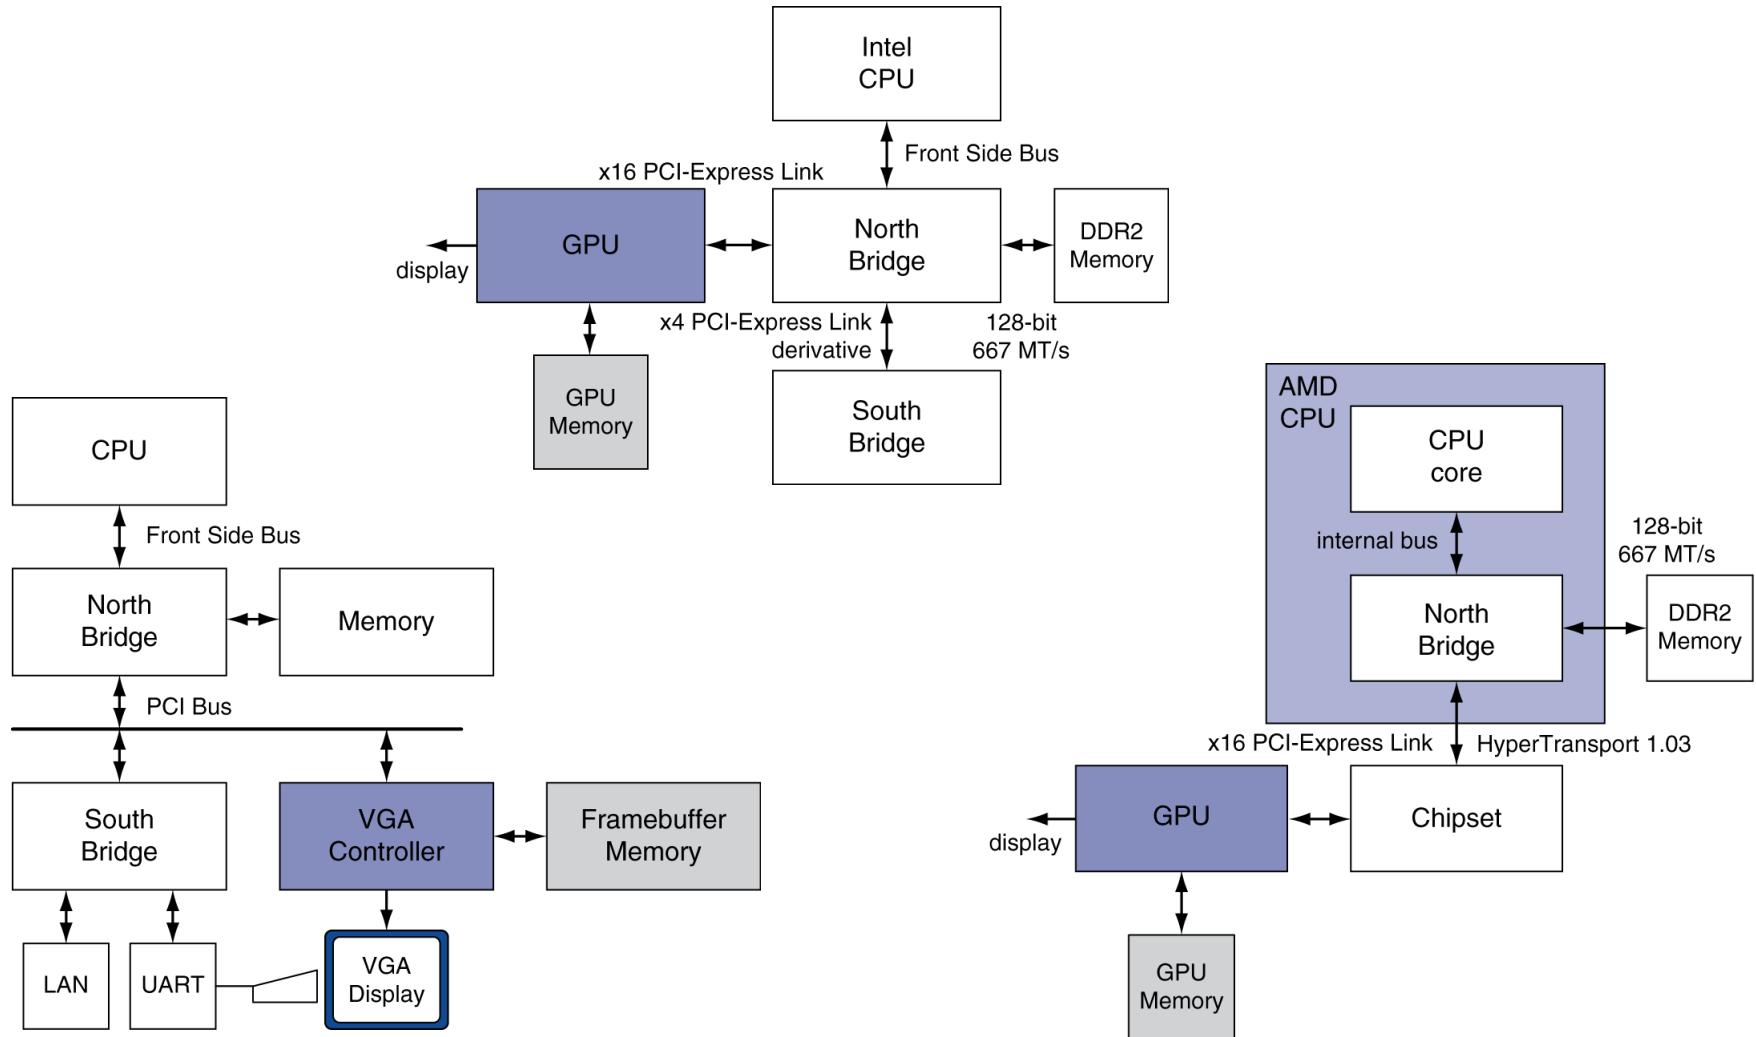 Intel
CPU
Front Side Bus
x16 PCI-Express Link
GPU
North
Bridge
DDR2
Memory
display
x4 PCI-Express Link
derivative
128-bit
667 MT/s
GPU
Memory
South
Bridge
CPU
Front Side Bus
North
Bridge
Memory
PCI Bus
South
Bridge
VGA
Controller
Framebuffer
Memory
LAN
UART
VGA
Display
AMD
CPU
CPU
core
internal bus
128-bit
667 MT/s
North
Bridge
DDR2
Memory
x16 PCI-Express Link
HyperTransport 1.03
GPU
Chipset
display
GPU
Memory